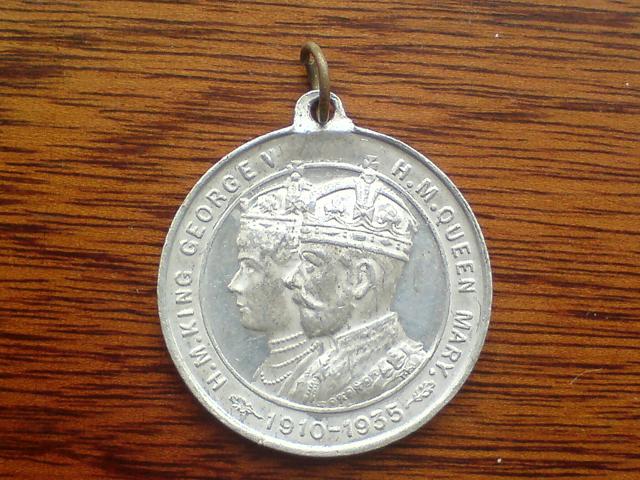 H.M.KING GEORGE V
H.M.QUEEN MARY.
1910-1935